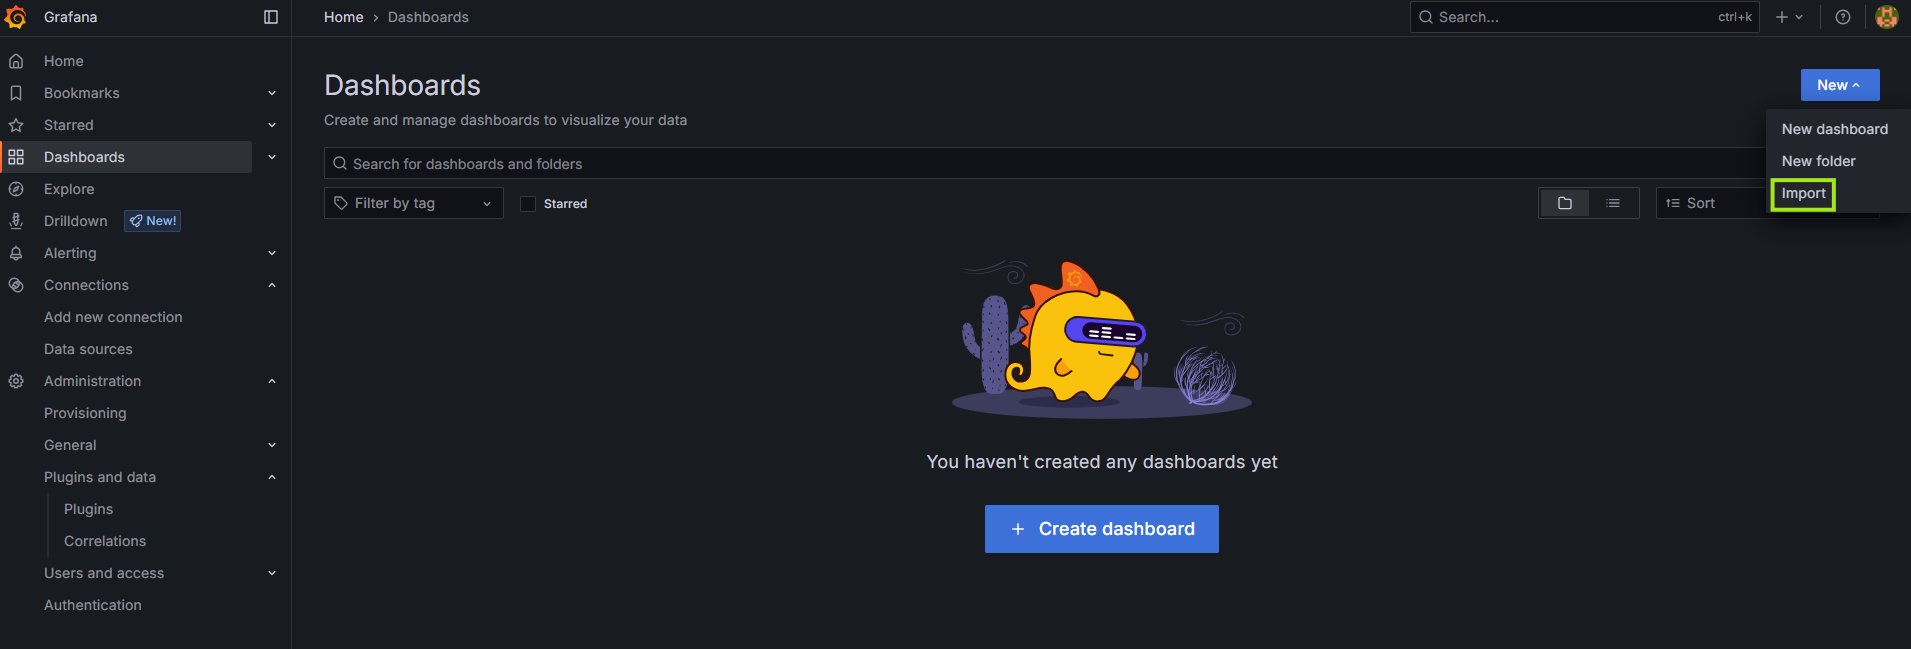 Grafana
Home › Dashboards
Search...
ctrl+k
Home
Bookmarks
Starred
Dashboards
Explore
Drilldown
New!
Alerting
Connections
Add new connection
Data sources
Administration
Provisioning
General
Plugins and data
Plugins
Correlations
Users and access
Authentication
Dashboards
Create and manage dashboards to visualize your data
New
New dashboard
New folder
Import
Search for dashboards and folders
Filter by tag
Starred
Sort
You haven't created any dashboards yet
+ Create dashboard